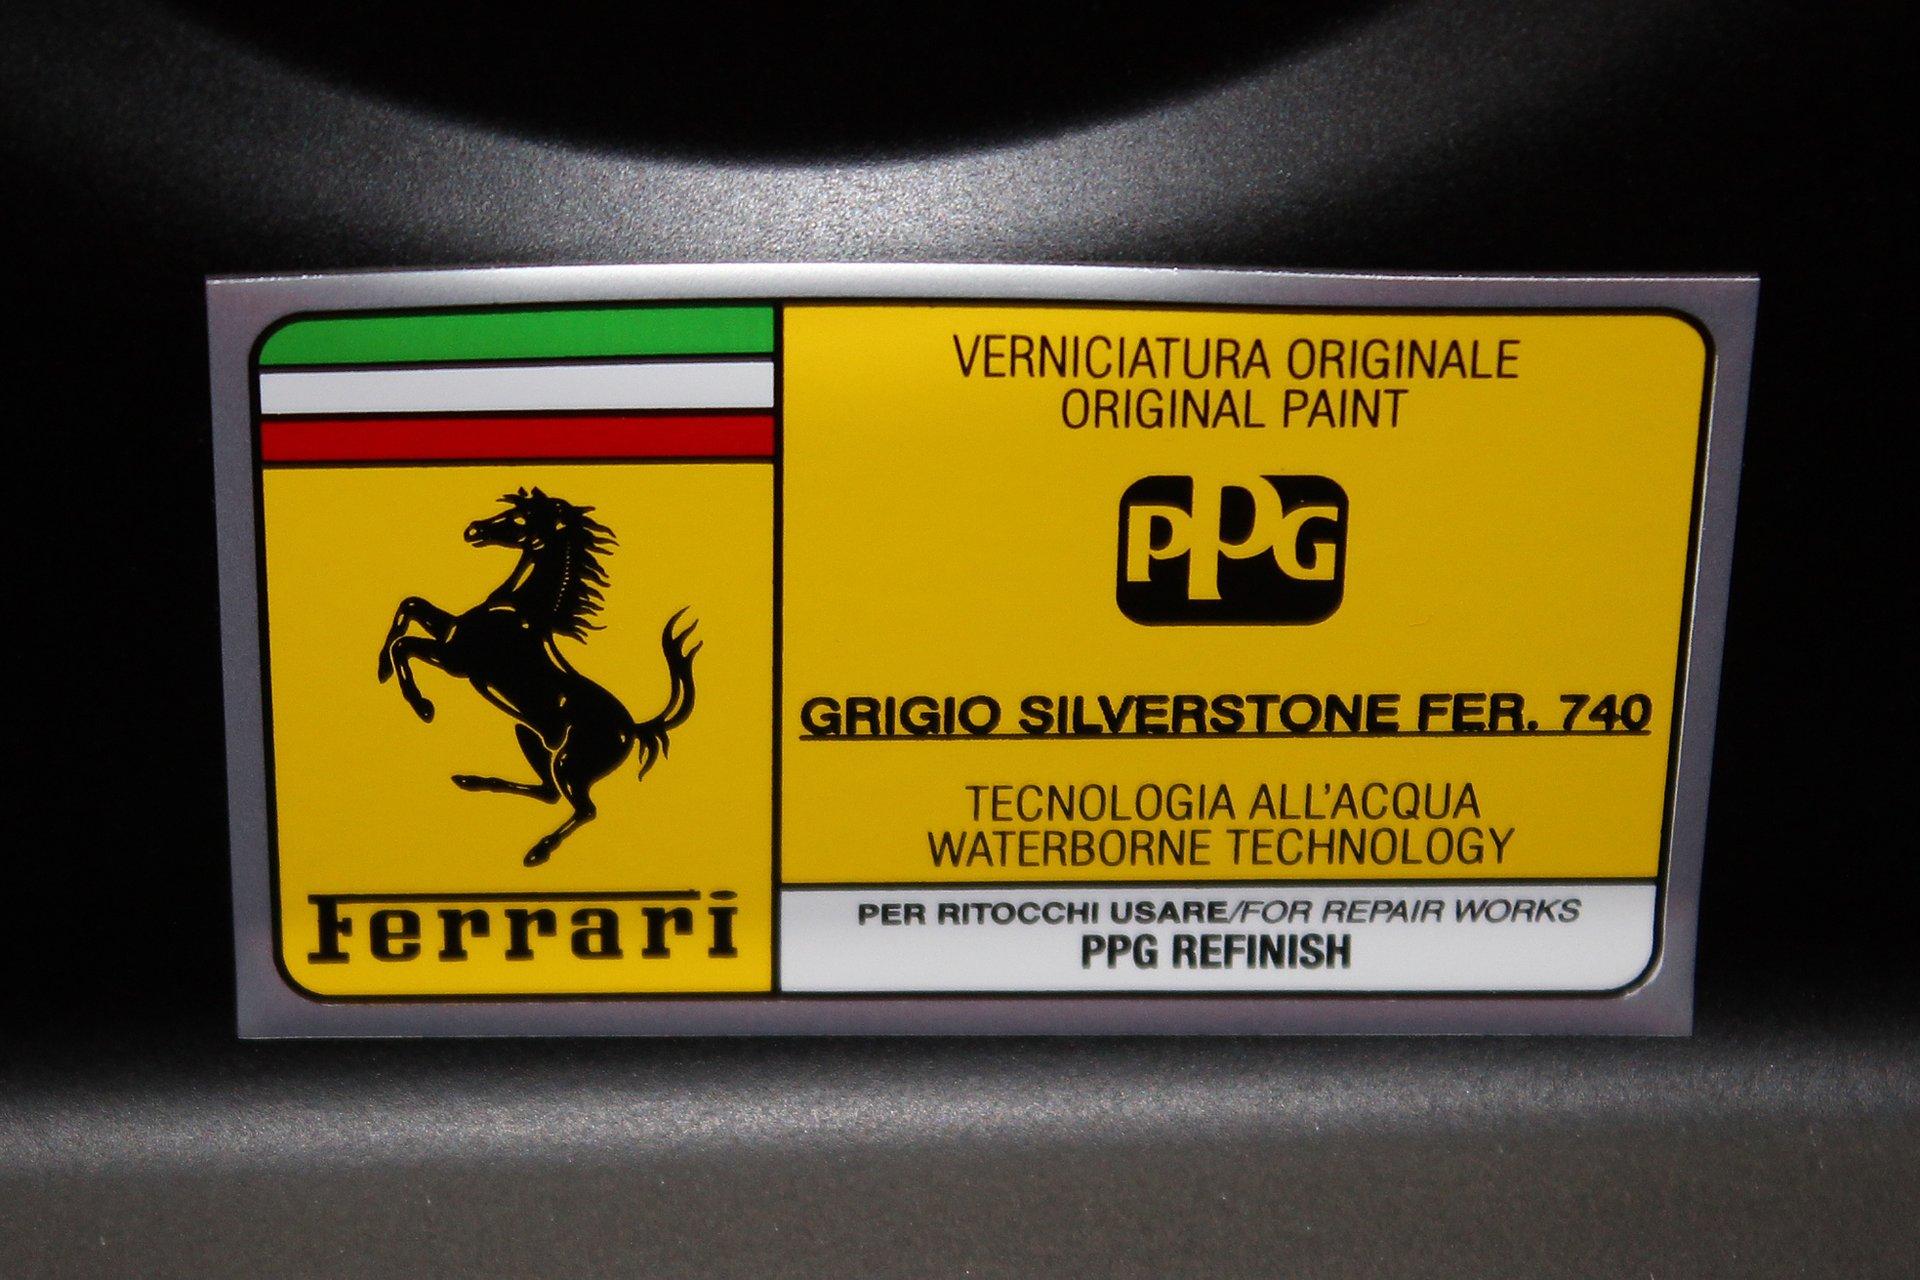 VERNICIATURA ORIGINALE
ORIGINAL PAINT
PPG
GRIGIO SILVERSTONE FER. 740
TECNOLOGIA ALL'ACQUA
WATERBORNE TECHNOLOGY
Ferrari
PER RITOCCHI USARE/FOR REPAIR WORKS
PPG REFINISH